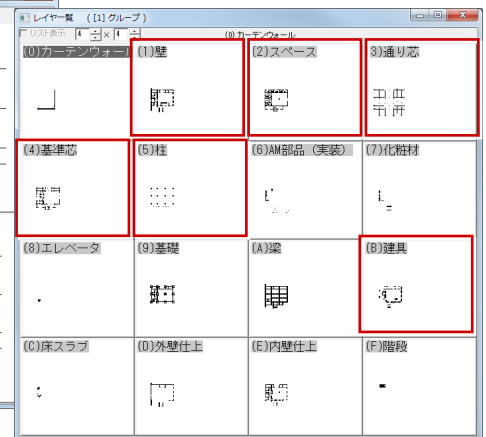 レイヤ一覧　（[1]グループ）
リスト表示 4 × 4 (0)カーテンウォール
(0)カーテンウォール (1)壁 (2)スペース 3)通り芯
(4)基準芯 (5)柱 (6)AM部品（実装） (7)化粧材
(8)エレベータ (9)基礎 (A)梁 (B)建具
(C)床スラブ (D)外壁仕上 (E)内壁仕上 (F)階段